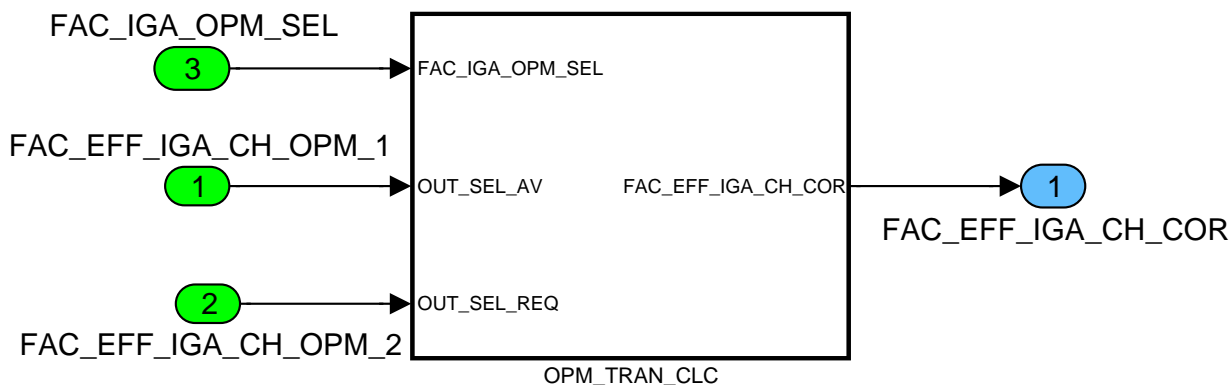 FAC_IGA_OPM_SEL
3
FAC_IGA_OPM_SEL
FAC_EFF_IGA_CH_OPM_1
1
OUT_SEL_AV
FAC_EFF_IGA_CH_COR
1
FAC_EFF_IGA_CH_COR
2
OUT_SEL_REQ
FAC_EFF_IGA_CH_OPM_2
OPM_TRAN_CLC